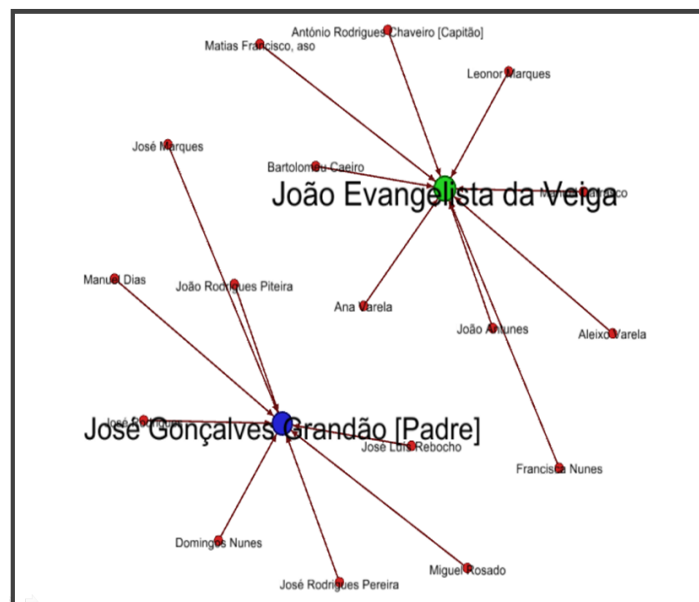 António Rodrigues Chaveiro [Capitão]
Matias Francisco, aso
Leonor Marques
José Marques
Bartolomeu Caeiro
João Evangelista da Veiga
Manuel Dias
João Rodrigues Piteira
Ana Varela
João Antunes
Aleixo Varela
José Rodrigues
José Gonçalves Grandão [Padre]
José Luís Rebocho
Francisca Nunes
Domingos Nunes
Miguel Rosado
José Rodrigues Pereira